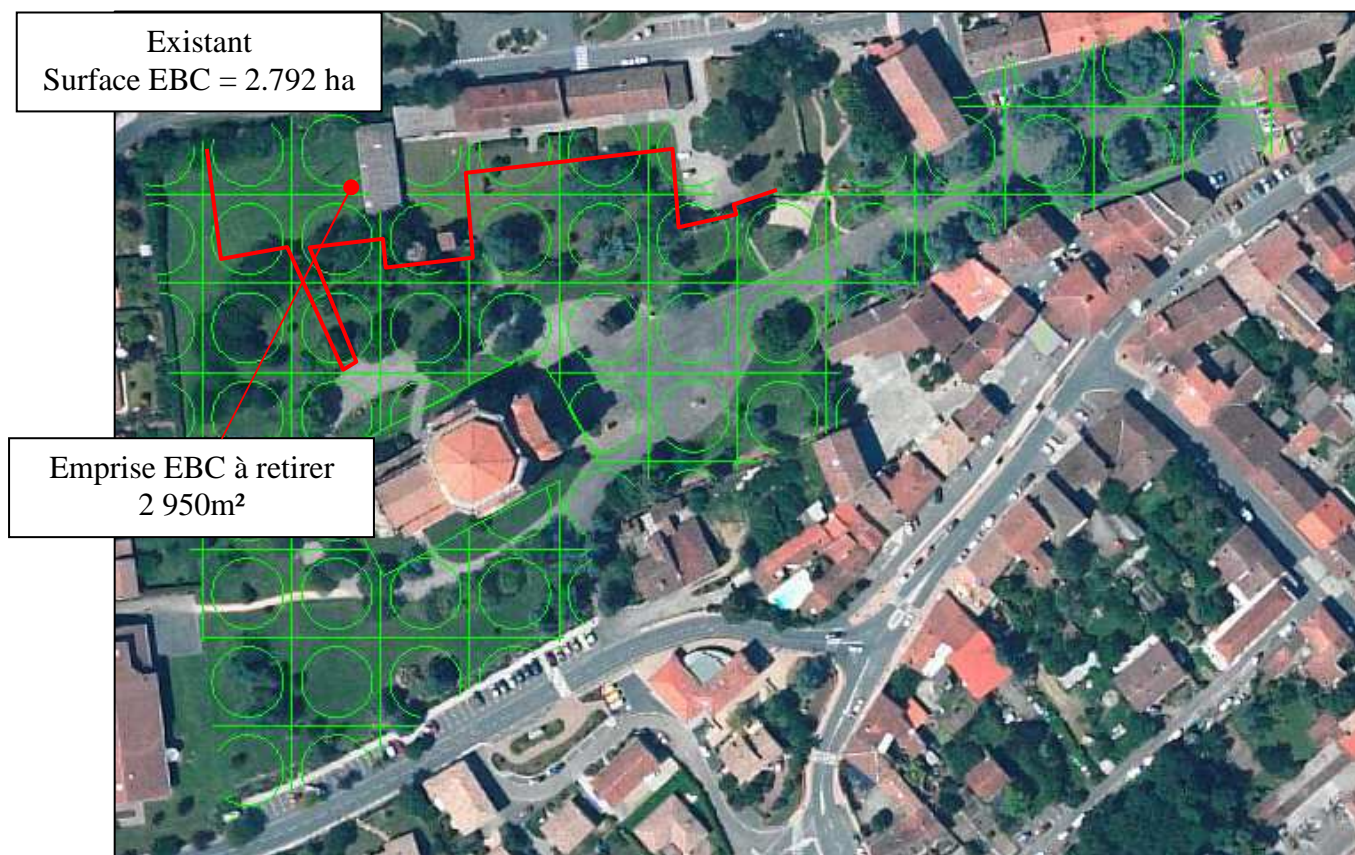 Existant
Surface EBC = 2.792 ha
Emprise EBC à retirer
2 950m²